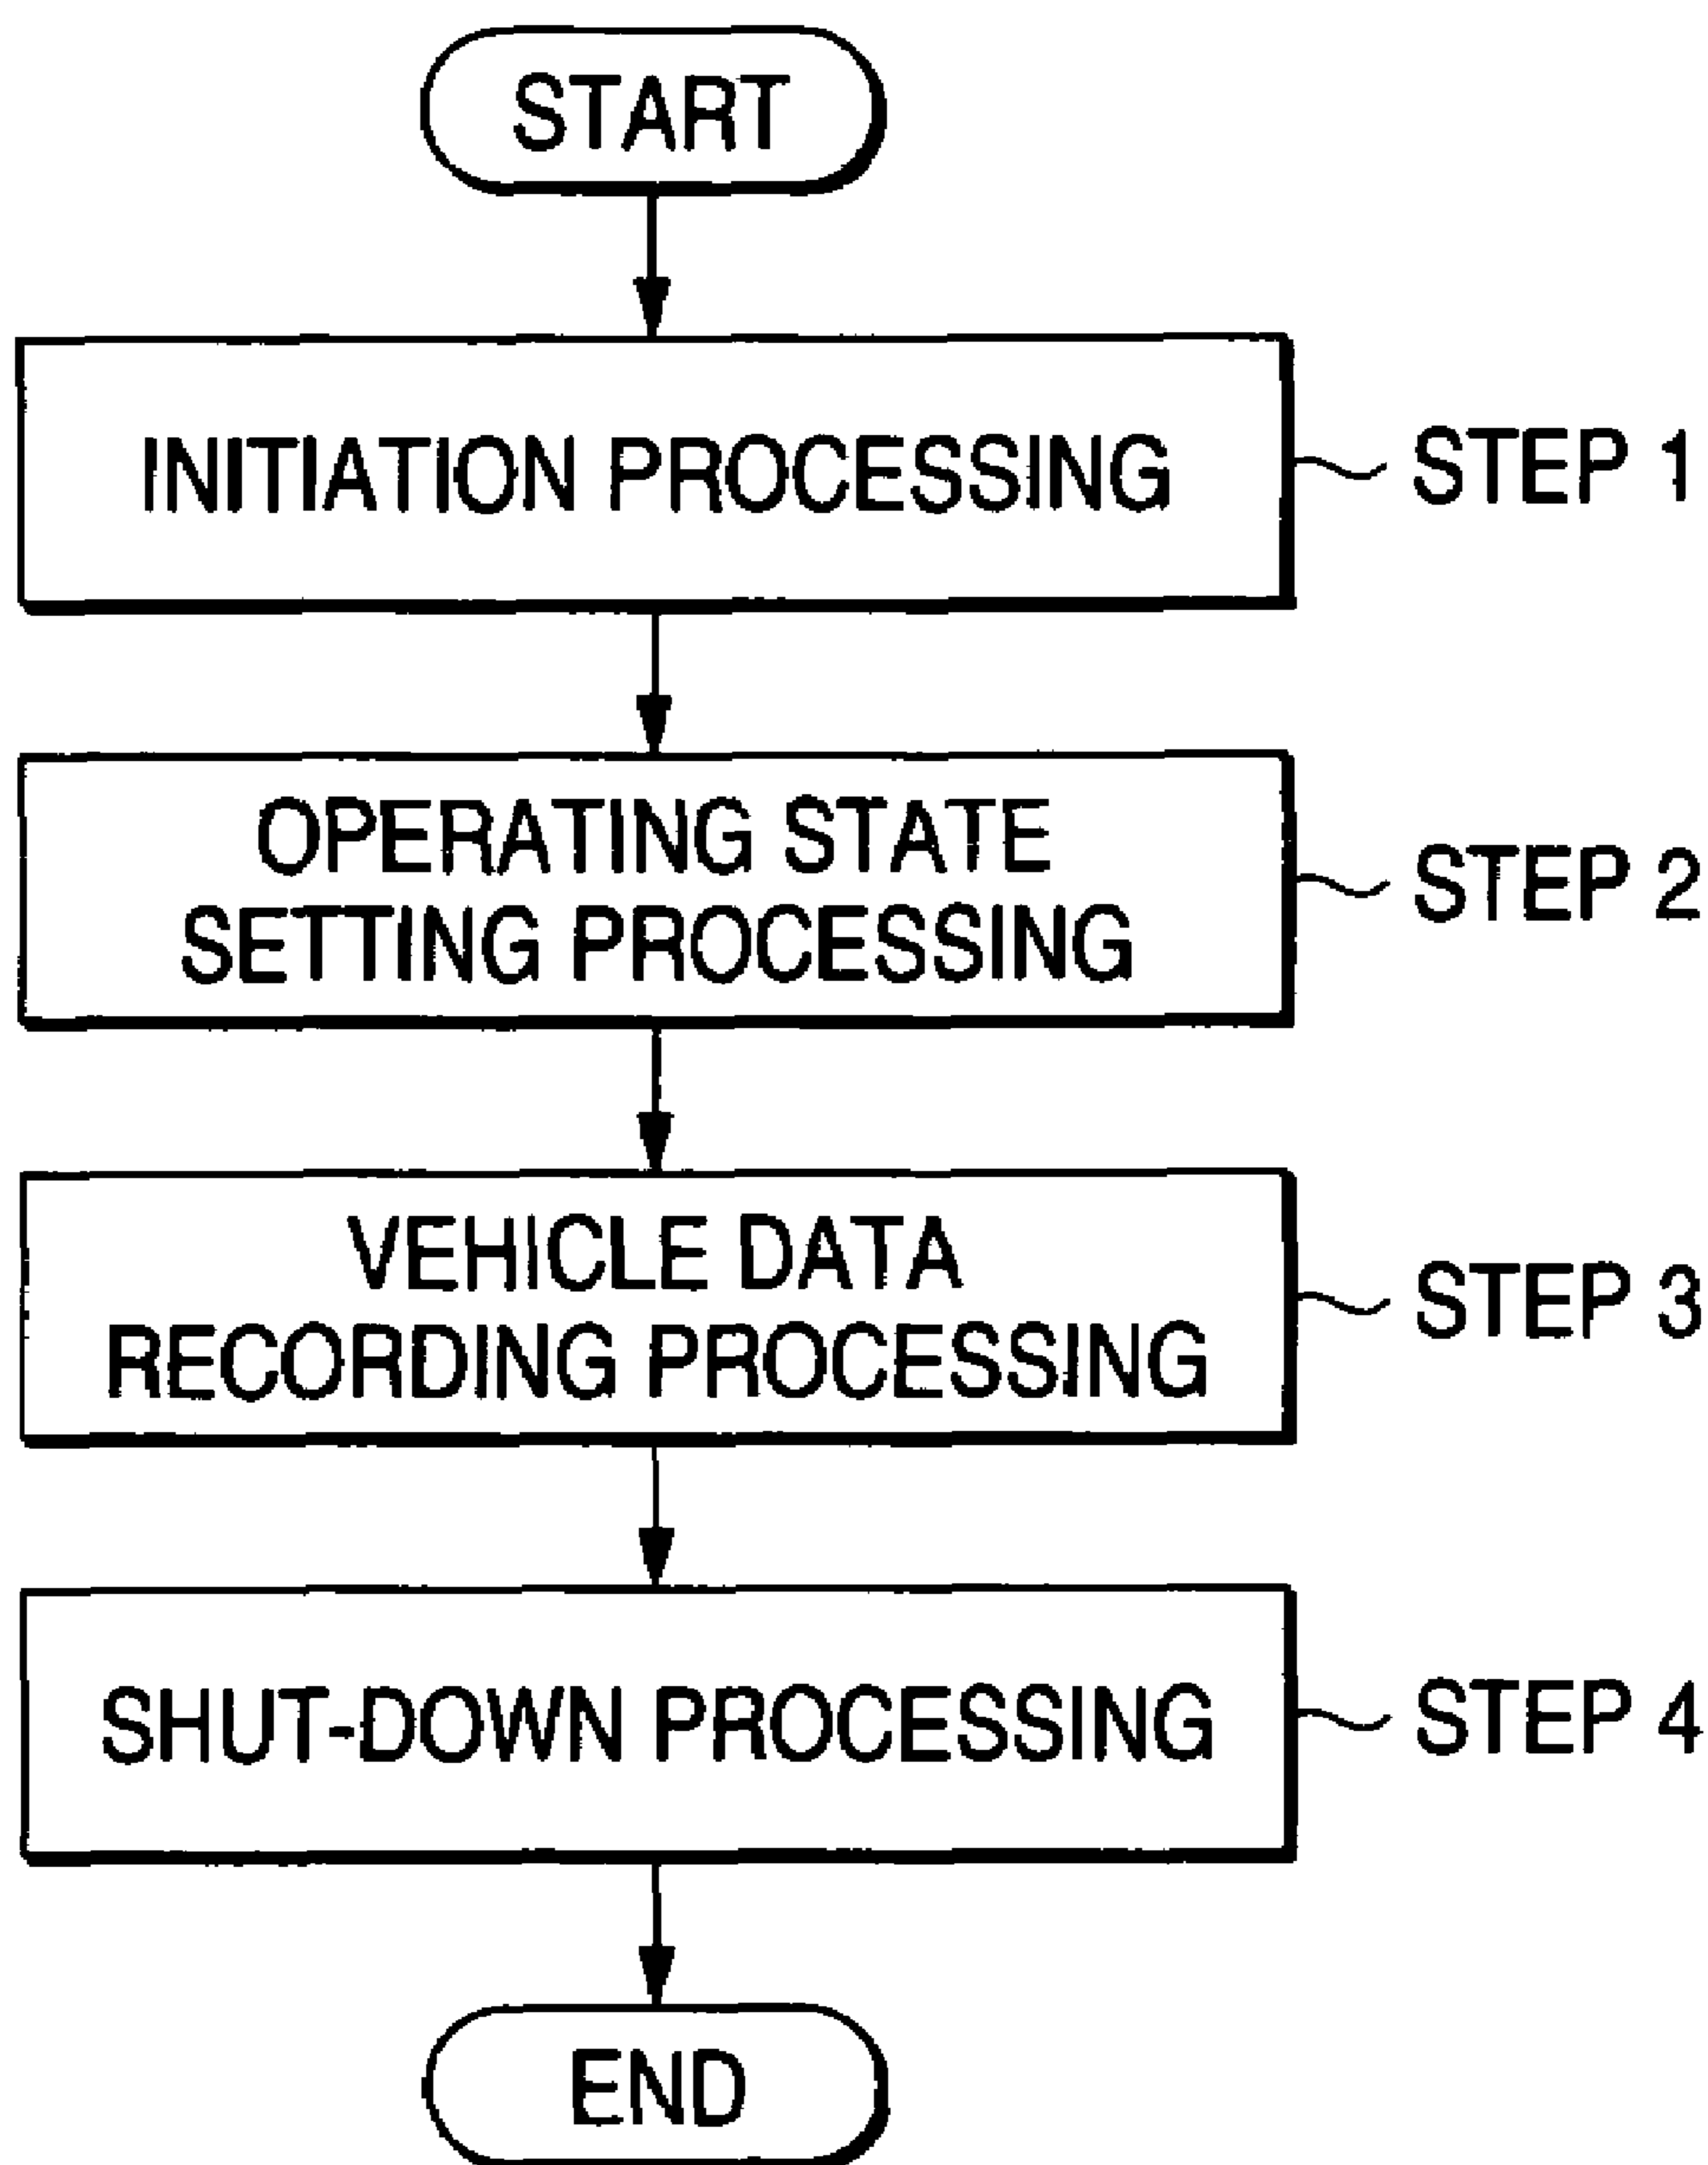 START
INITIATION PROCESSING
STEP 1
OPERATING STATE
SETTING PROCESSING
STEP 2
VEHICLE DATA
RECORDING PROCESSING
STEP 3
SHUT-DOWN PROCESSING
STEP 4
END